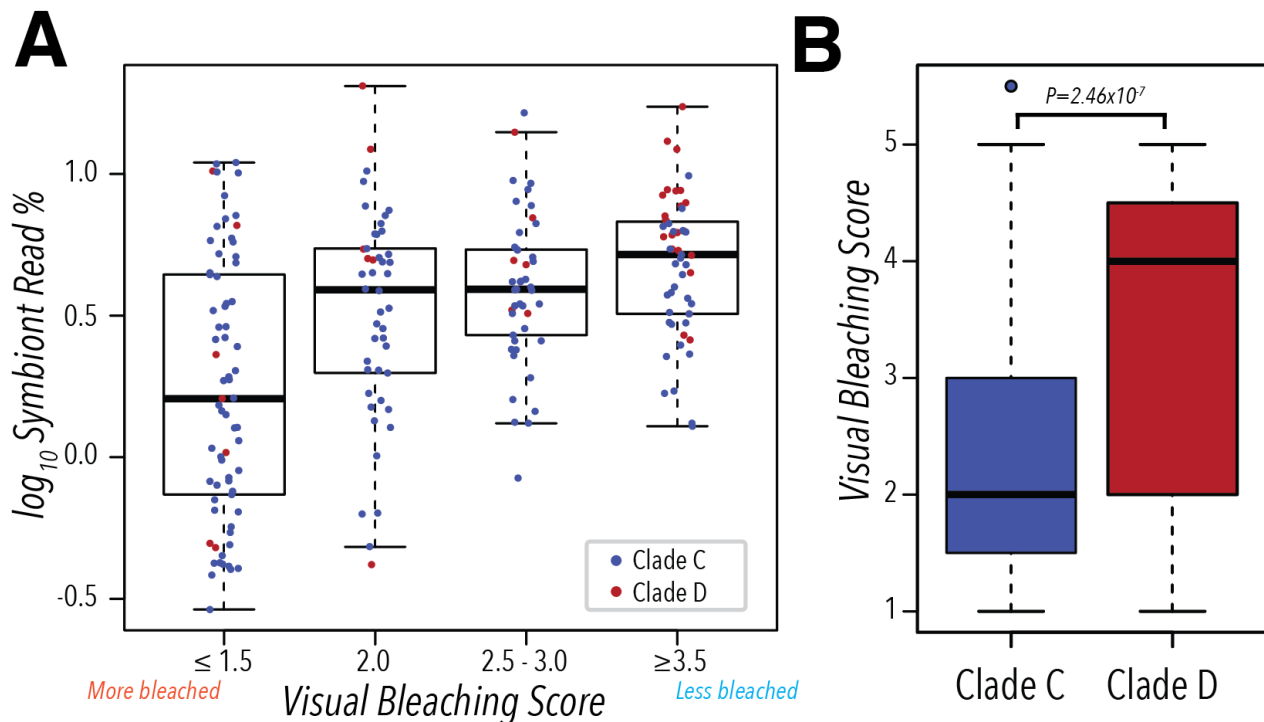 A
log10 Symbiont Read %
1.0
0.5
0.0
-0.5
Clade C
Clade D
≤ 1.5
2.0
2.5 - 3.0
≥3.5
More bleached
Visual Bleaching Score
Less bleached
B
P=2.46x10-7
Visual Bleaching Score
5
4
3
2
1
Clade C
Clade D